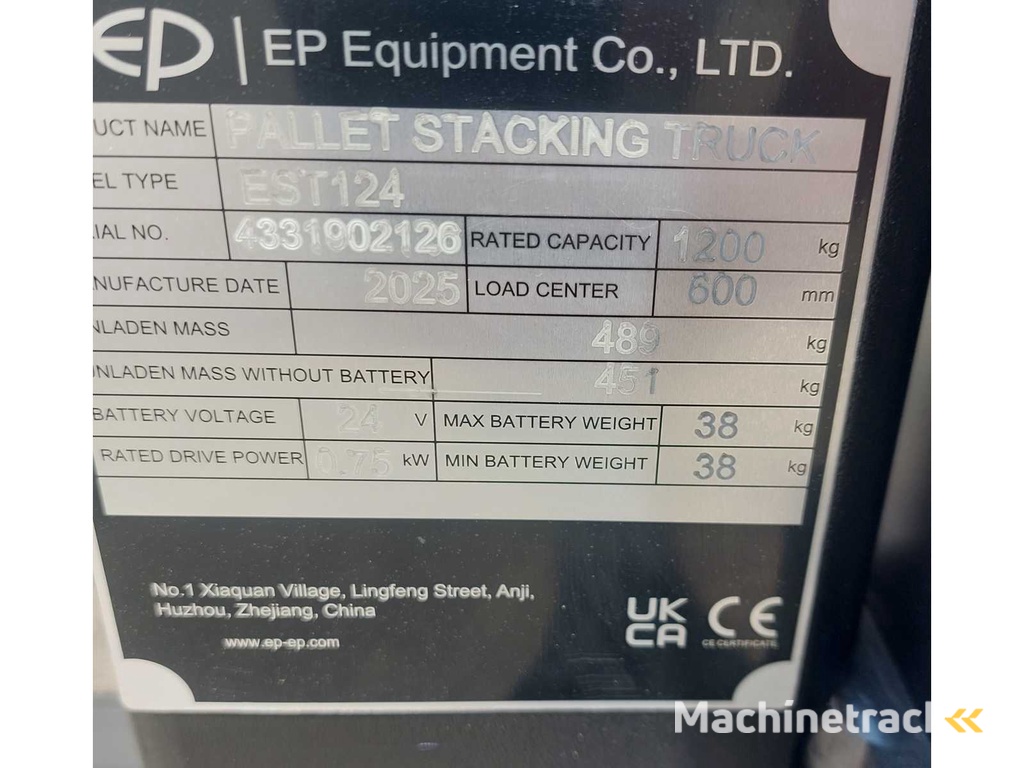 EP | EP Equipment Co., LTD.
UCT NAME PALLET STACKING TRUCK
EL TYPE EST124
IAL NO. 4331902126 RATED CAPACITY 1200 kg
NUFACTURE DATE 2025 LOAD CENTER 600 mm
NLADEN MASS 489 kg
UNLADEN MASS WITHOUT BATTERY 451 kg
BATTERY VOLTAGE 24 V MAX BATTERY WEIGHT 38 kg
RATED DRIVE POWER 0.75 kW MIN BATTERY WEIGHT 38 kg
No.1 Xiaquan Village, Lingfeng Street, Anji,
Huzhou, Zhejiang, China
www.ep-ep.com
UK
CA CE
CE CERTIFICATE
Machinetrack